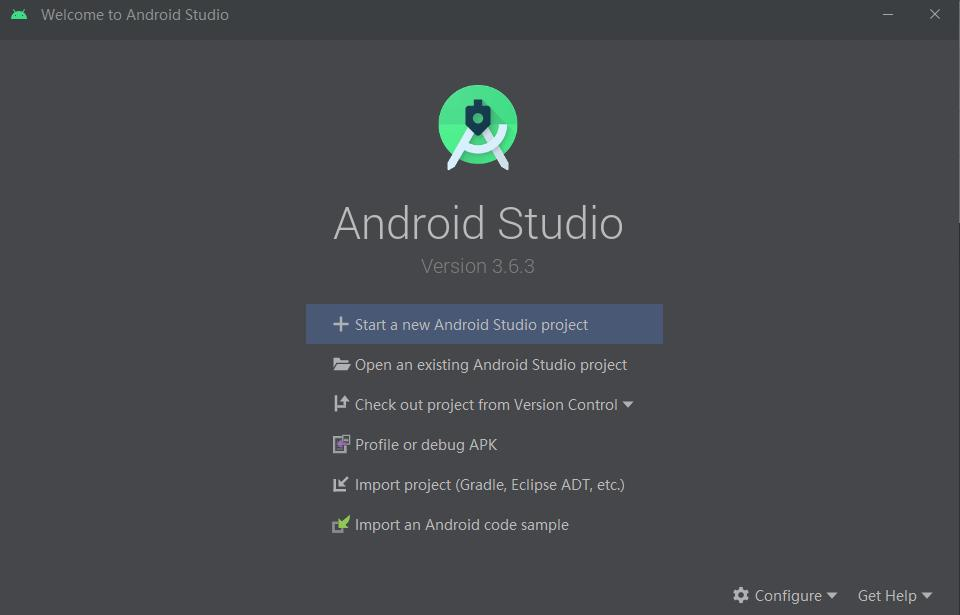 Welcome to Android Studio
Android Studio
Version 3.6.3
Start a new Android Studio project
Open an existing Android Studio project
Check out project from Version Control
Profile or debug APK
Import project (Gradle, Eclipse ADT, etc.)
Import an Android code sample
Configure Get Help